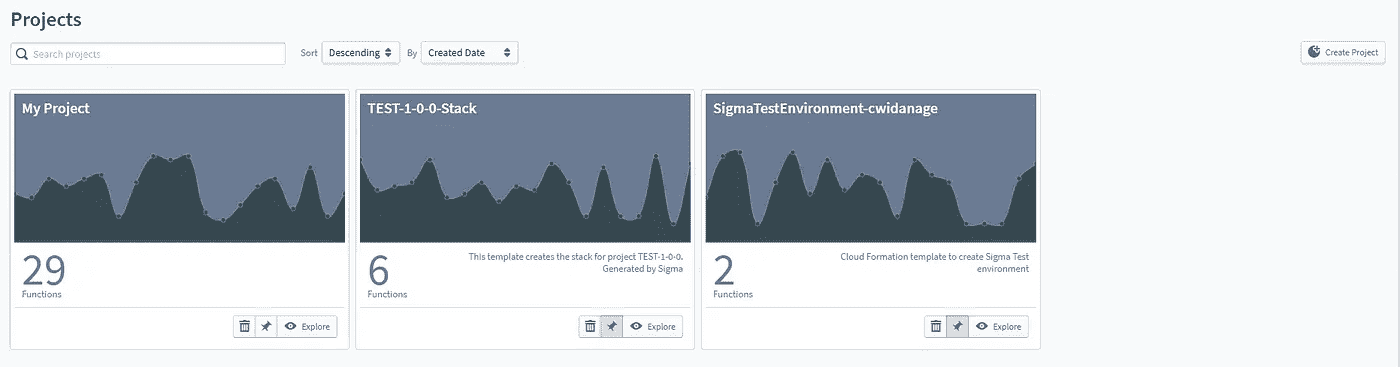 Projects
Search projects
Sort
Descending
By
Created Date
Create Project
My Project
29
Functions
Explore
TEST-1-0-0-Stack
6
Functions
This template creates the stack for project TEST-1-0-0.
Generated by Sigma
Explore
SigmaTestEnvironment-cwidanage
2
Functions
Cloud Formation template to create Sigma Test
environment
Explore